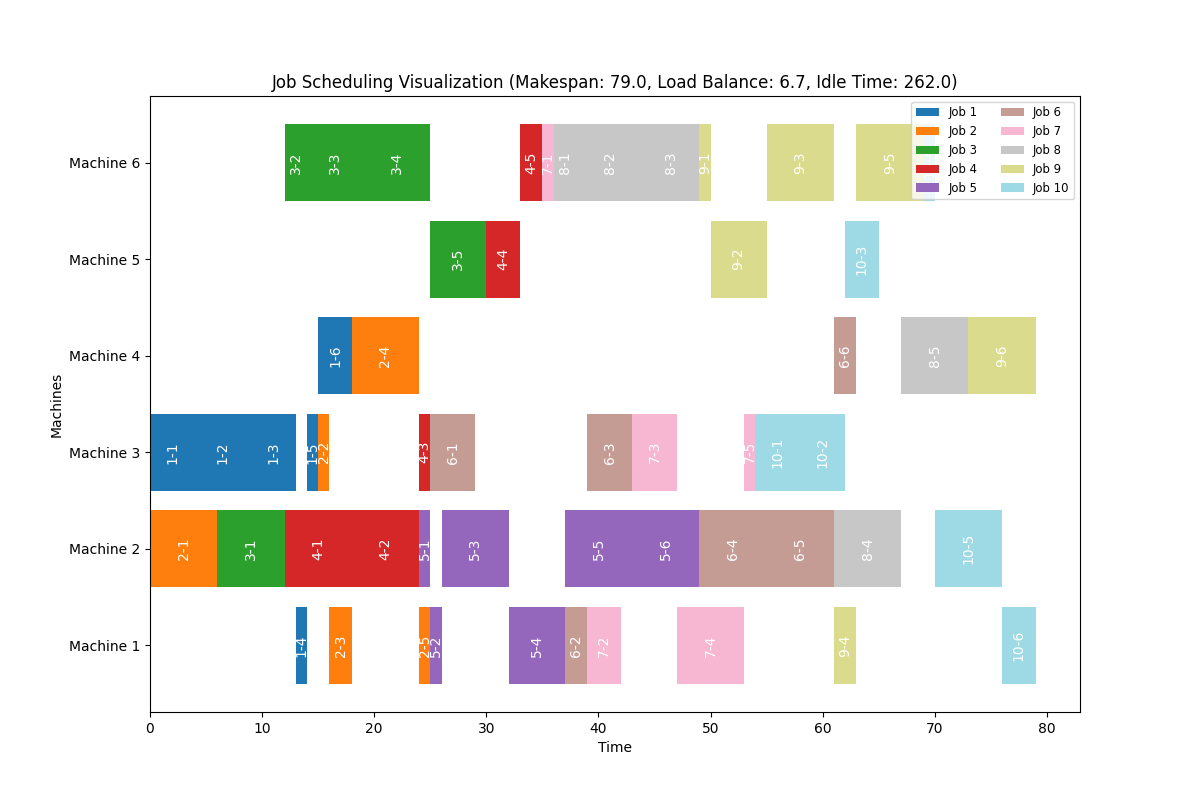 Job Scheduling Visualization (Makespan: 79.0, Load Balance: 6.7, Idle Time: 262.0)
Job 1 Job 6
Job 2 Job 7
Job 3 Job 8
Job 4 Job 9
Job 5 Job 10
Machines
Machine 6
3-2 3-3 3-4 4-5 7-1 8-1 8-2 8-3 9-1 9-3 9-5
Machine 5
3-5 4-4 9-2 10-3
Machine 4
1-6 2-4 6-6 8-5 9-6
Machine 3
1-1 1-2 1-3 1-5 2-2 4-3 6-1 6-3 7-3 7-5 10-1 10-2
Machine 2
2-1 3-1 4-1 4-2 5-1 5-3 5-5 5-6 6-4 6-5 8-4 10-5
Machine 1
1-4 2-3 2-5 5-2 5-4 6-2 7-2 7-4 9-4 10-6
0 10 20 30 40 50 60 70 80
Time